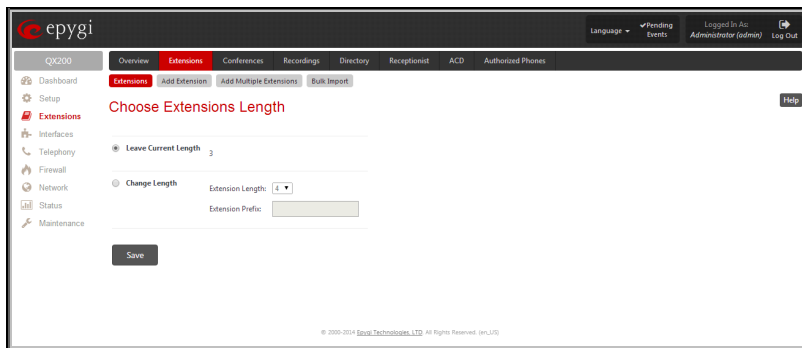 epygi
Language
Pending Events
Logged In As: Administrator (admin)
Log Out
QX200
Overview Extensions Conferences Recordings Directory Receptionist ACD Authorized Phones
Dashboard
Setup
Extensions
Interfaces
Telephony
Firewall
Network
Status
Maintenance
Extensions Add Extension Add Multiple Extensions Bulk Import
Help
Choose Extensions Length
Leave Current Length 3
Change Length Extension Length: 4
Extension Prefix:
Save
© 2000-2014 Epygi Technologies, LTD. All Rights Reserved. (en_US)